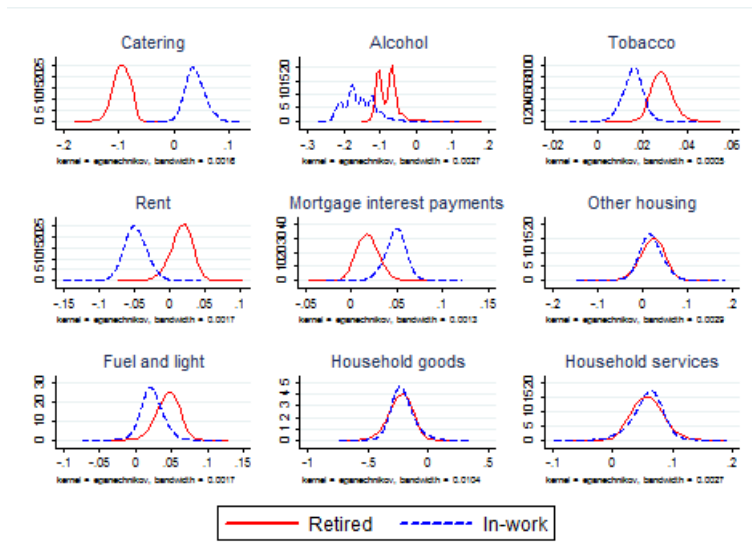 Catering Alcohol Tobacco
-.2 -.1 0 .1 -.3 -.2 -.1 0 .1 .2 -.02 0 .02 .04 .06
kernel = epanechnikov, bandwidth = 0.0016 kernel = epanechnikov, bandwidth = 0.0027 kernel = epanechnikov, bandwidth =
Rent Mortgage interest payments Other housing
-.15 -.1 -.05 0 .05 .1 -.05 0 .05 .1 .15 -.2 -.1 0 .1 .2
kernel = epanechnikov, bandwidth = 0.0017 kernel = epanechnikov, bandwidth = 0.0013 kernel = epanechnikov, bandwidth = 0.0029
Fuel and light Household goods Household services
0 10 20 30 0 1 2 3 4 5
-.1 -.05 0 .05 .1 .15 -1 -.5 0 .5 -.1 0 .1 .2
kernel = epanechnikov, bandwidth = 0.0017 kernel = epanechnikov, bandwidth = 0.0104 kernel = epanechnikov, bandwidth = 0.0027
Retired In-work